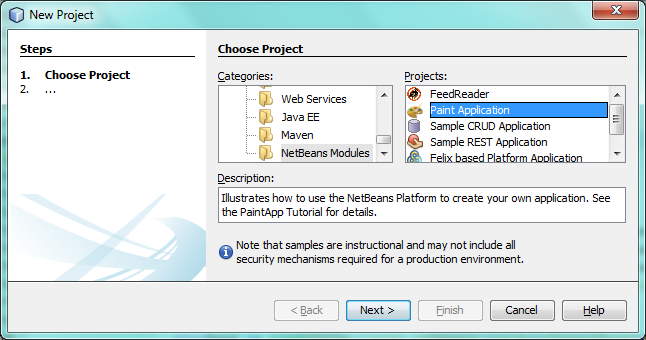 New Project
Steps
1. Choose Project
2. ...
Choose Project
Categories:
Web Services
Java EE
Maven
NetBeans Modules
Projects:
FeedReader
Paint Application
Sample CRUD Application
Sample REST Application
Felix based Platform Application
Description:
Illustrates how to use the NetBeans Platform to create your own application. See
the PaintApp Tutorial for details.
Note that samples are instructional and may not include all
security mechanisms required for a production environment.
< Back
Next >
Finish
Cancel
Help